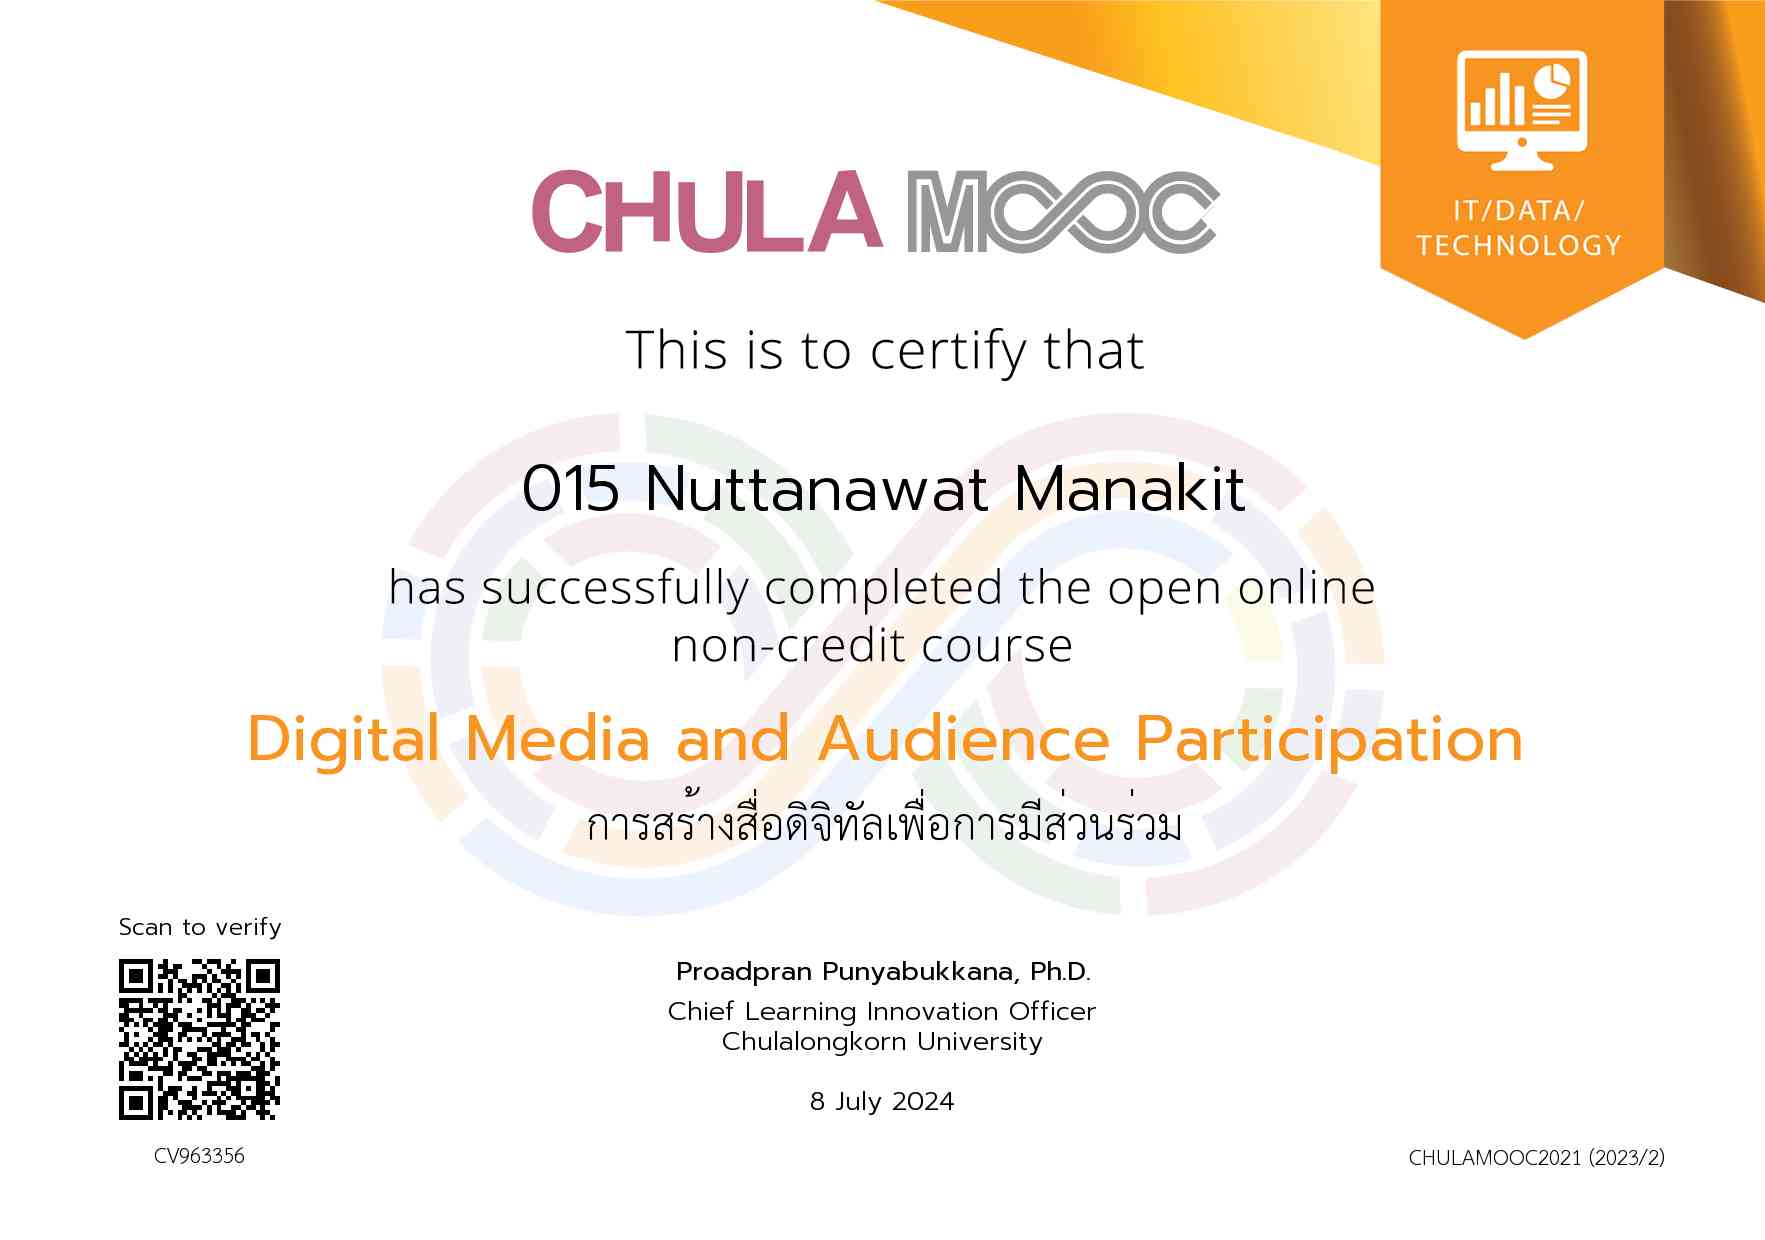 IT/DATA/
TECHNOLOGY
CHULA MOOC
This is to certify that
015 Nuttanawat Manakit
has successfully completed the open online
non-credit course
Digital Media and Audience Participation
การสร้างสื่อดิจิทัลเพื่อการมีส่วนร่วม
Scan to verify
Proadpran Punyabukkana, Ph.D.
Chief Learning Innovation Officer
Chulalongkorn University
8 July 2024
CV963356
CHULAMOOC2021 (2023/2)